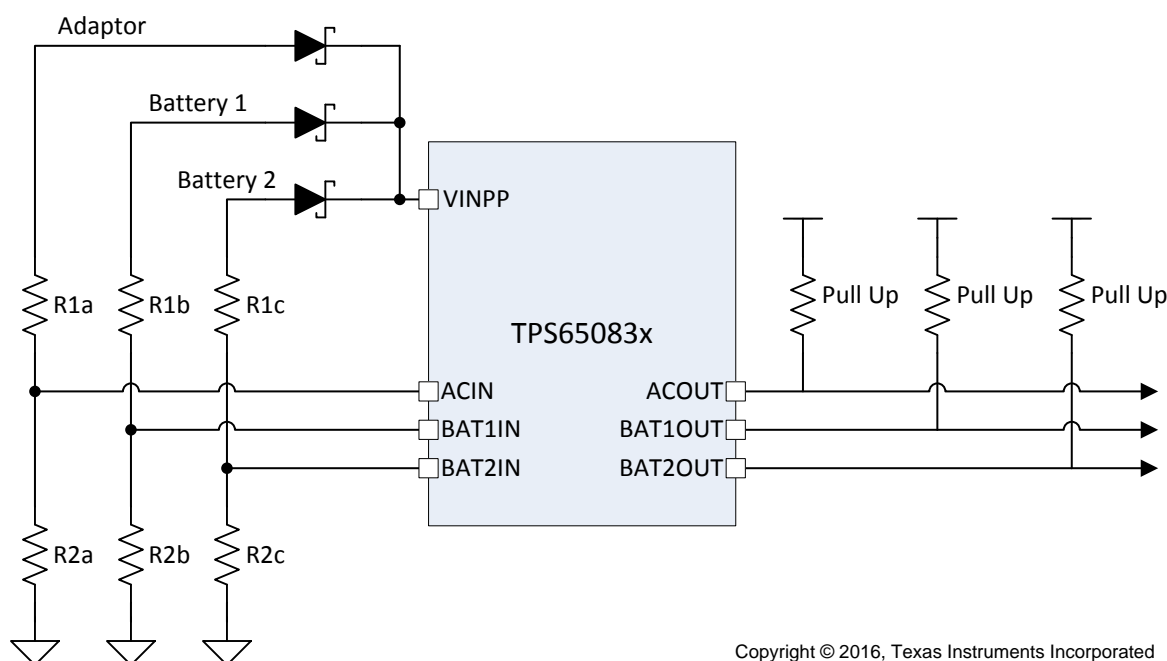 Adaptor
Battery 1
Battery 2
VINPP
R1a
R1b
R1c
Pull Up
Pull Up
Pull Up
TPS65083x
ACIN
ACOUT
BAT1IN
BAT1OUT
BAT2IN
BAT2OUT
R2a
R2b
R2c
Copyright © 2016, Texas Instruments Incorporated